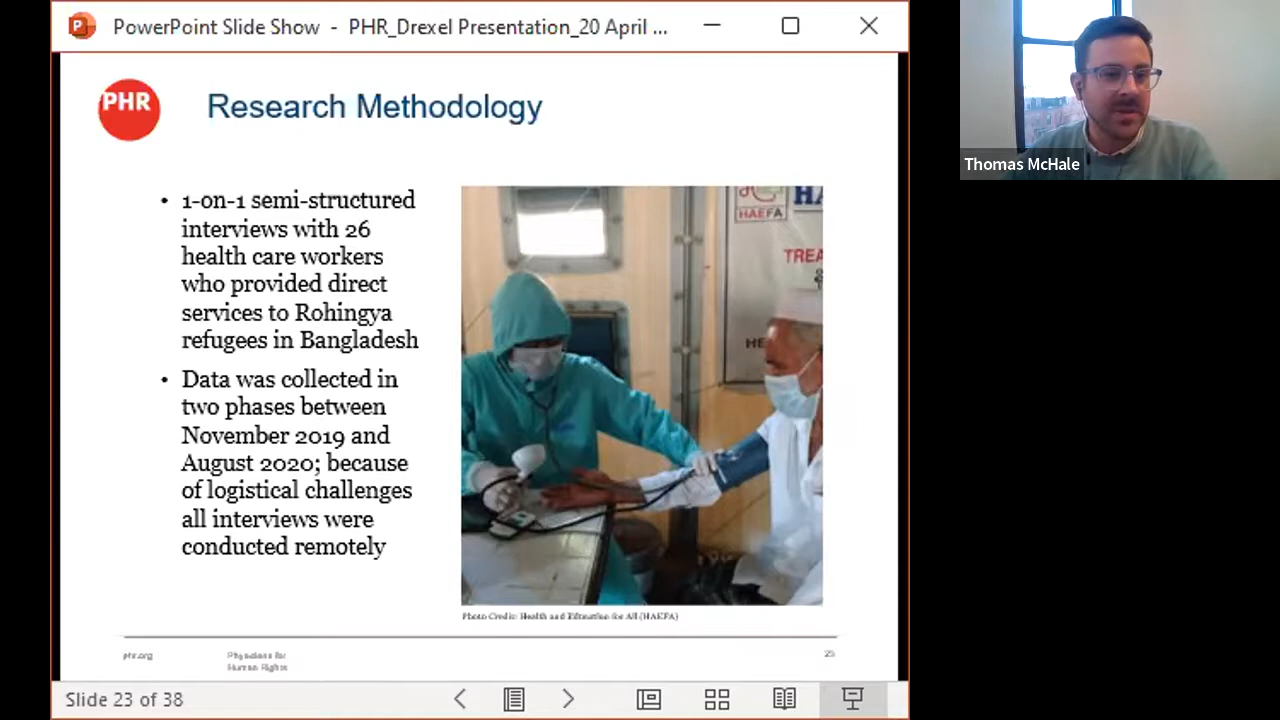 PowerPoint Slide Show - PHR_Drexel Presentation_20 April ...
PHR
Research Methodology
• 1-on-1 semi-structured
interviews with 26
health care workers
who provided direct
services to Rohingya
refugees in Bangladesh
• Data was collected in
two phases between
November 2019 and
August 2020; because
of logistical challenges
all interviews were
conducted remotely
HAEFA
HA
TREA
HE
Photo Credit: Health and Education for All (HAEFA)
phr.org
Physicians for
Human Rights
Slide 23 of 38
Thomas McHale